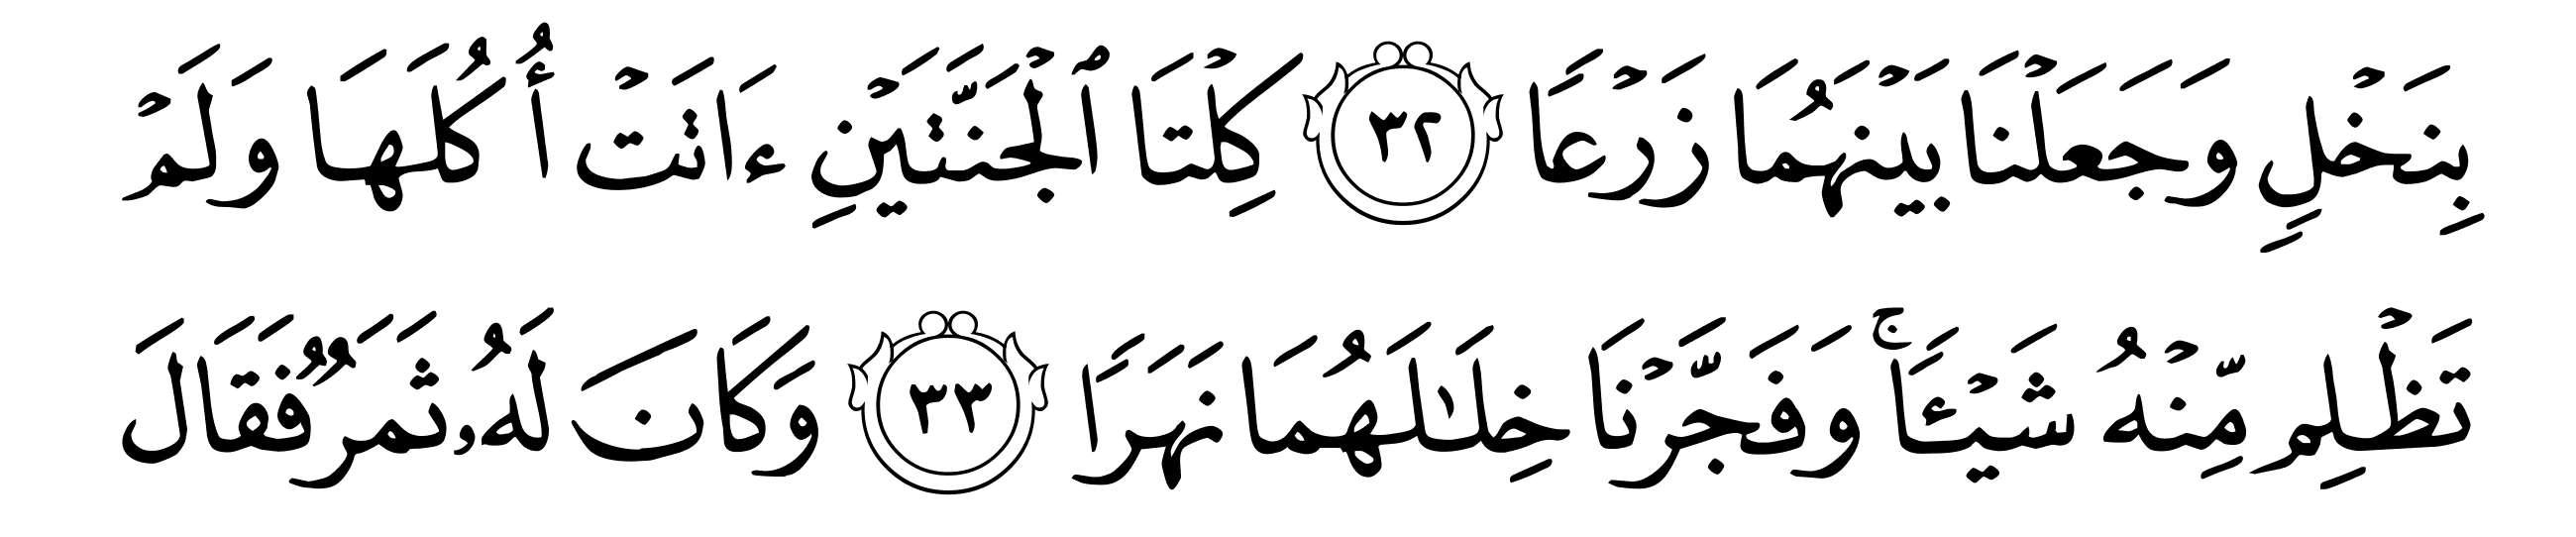 بِنَخْلٍ وَجَعَلْنَا بَيْنَهُمَا زَرْعًا ٣٢ كِلْتَا ٱلْجَنَّتَيْنِ ءَاتَتْ أُكُلَهَا وَلَمْ
تَظْلِم مِّنْهُ شَيْـًٔا ۚ وَفَجَّرْنَا خِلَـٰلَهُمَا نَهَرًا ٣٣ وَكَانَ لَهُۥ ثَمَرٌ فَقَالَ